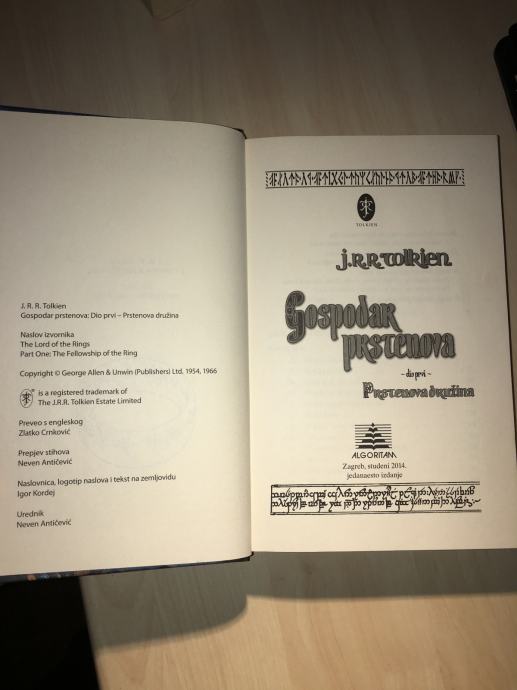 J. R. R. Tolkien
Gospodar prstenova: Dio prvi – Prstenova družina
Naslov izvornika
The Lord of the Rings
Part One: The Fellowship of the Ring
Copyright © George Allen & Unwin (Publishers) Ltd. 1954, 1966
is a registered trademark of
The J.R.R. Tolkien Estate Limited
Preveo s engleskog
Zlatko Crnković
Prepjev stihova
Neven Antičević
Naslovnica, logotip naslova i tekst na zemljovidu
Igor Kordej
Urednik
Neven Antičević
TOLKIEN
J.R.R. Tolkien
Gospodar
prstenova
~ dio prvi ~
Prstenova družina
ALGORITAM
Zagreb, studeni 2014.
jedanaesto izdanje